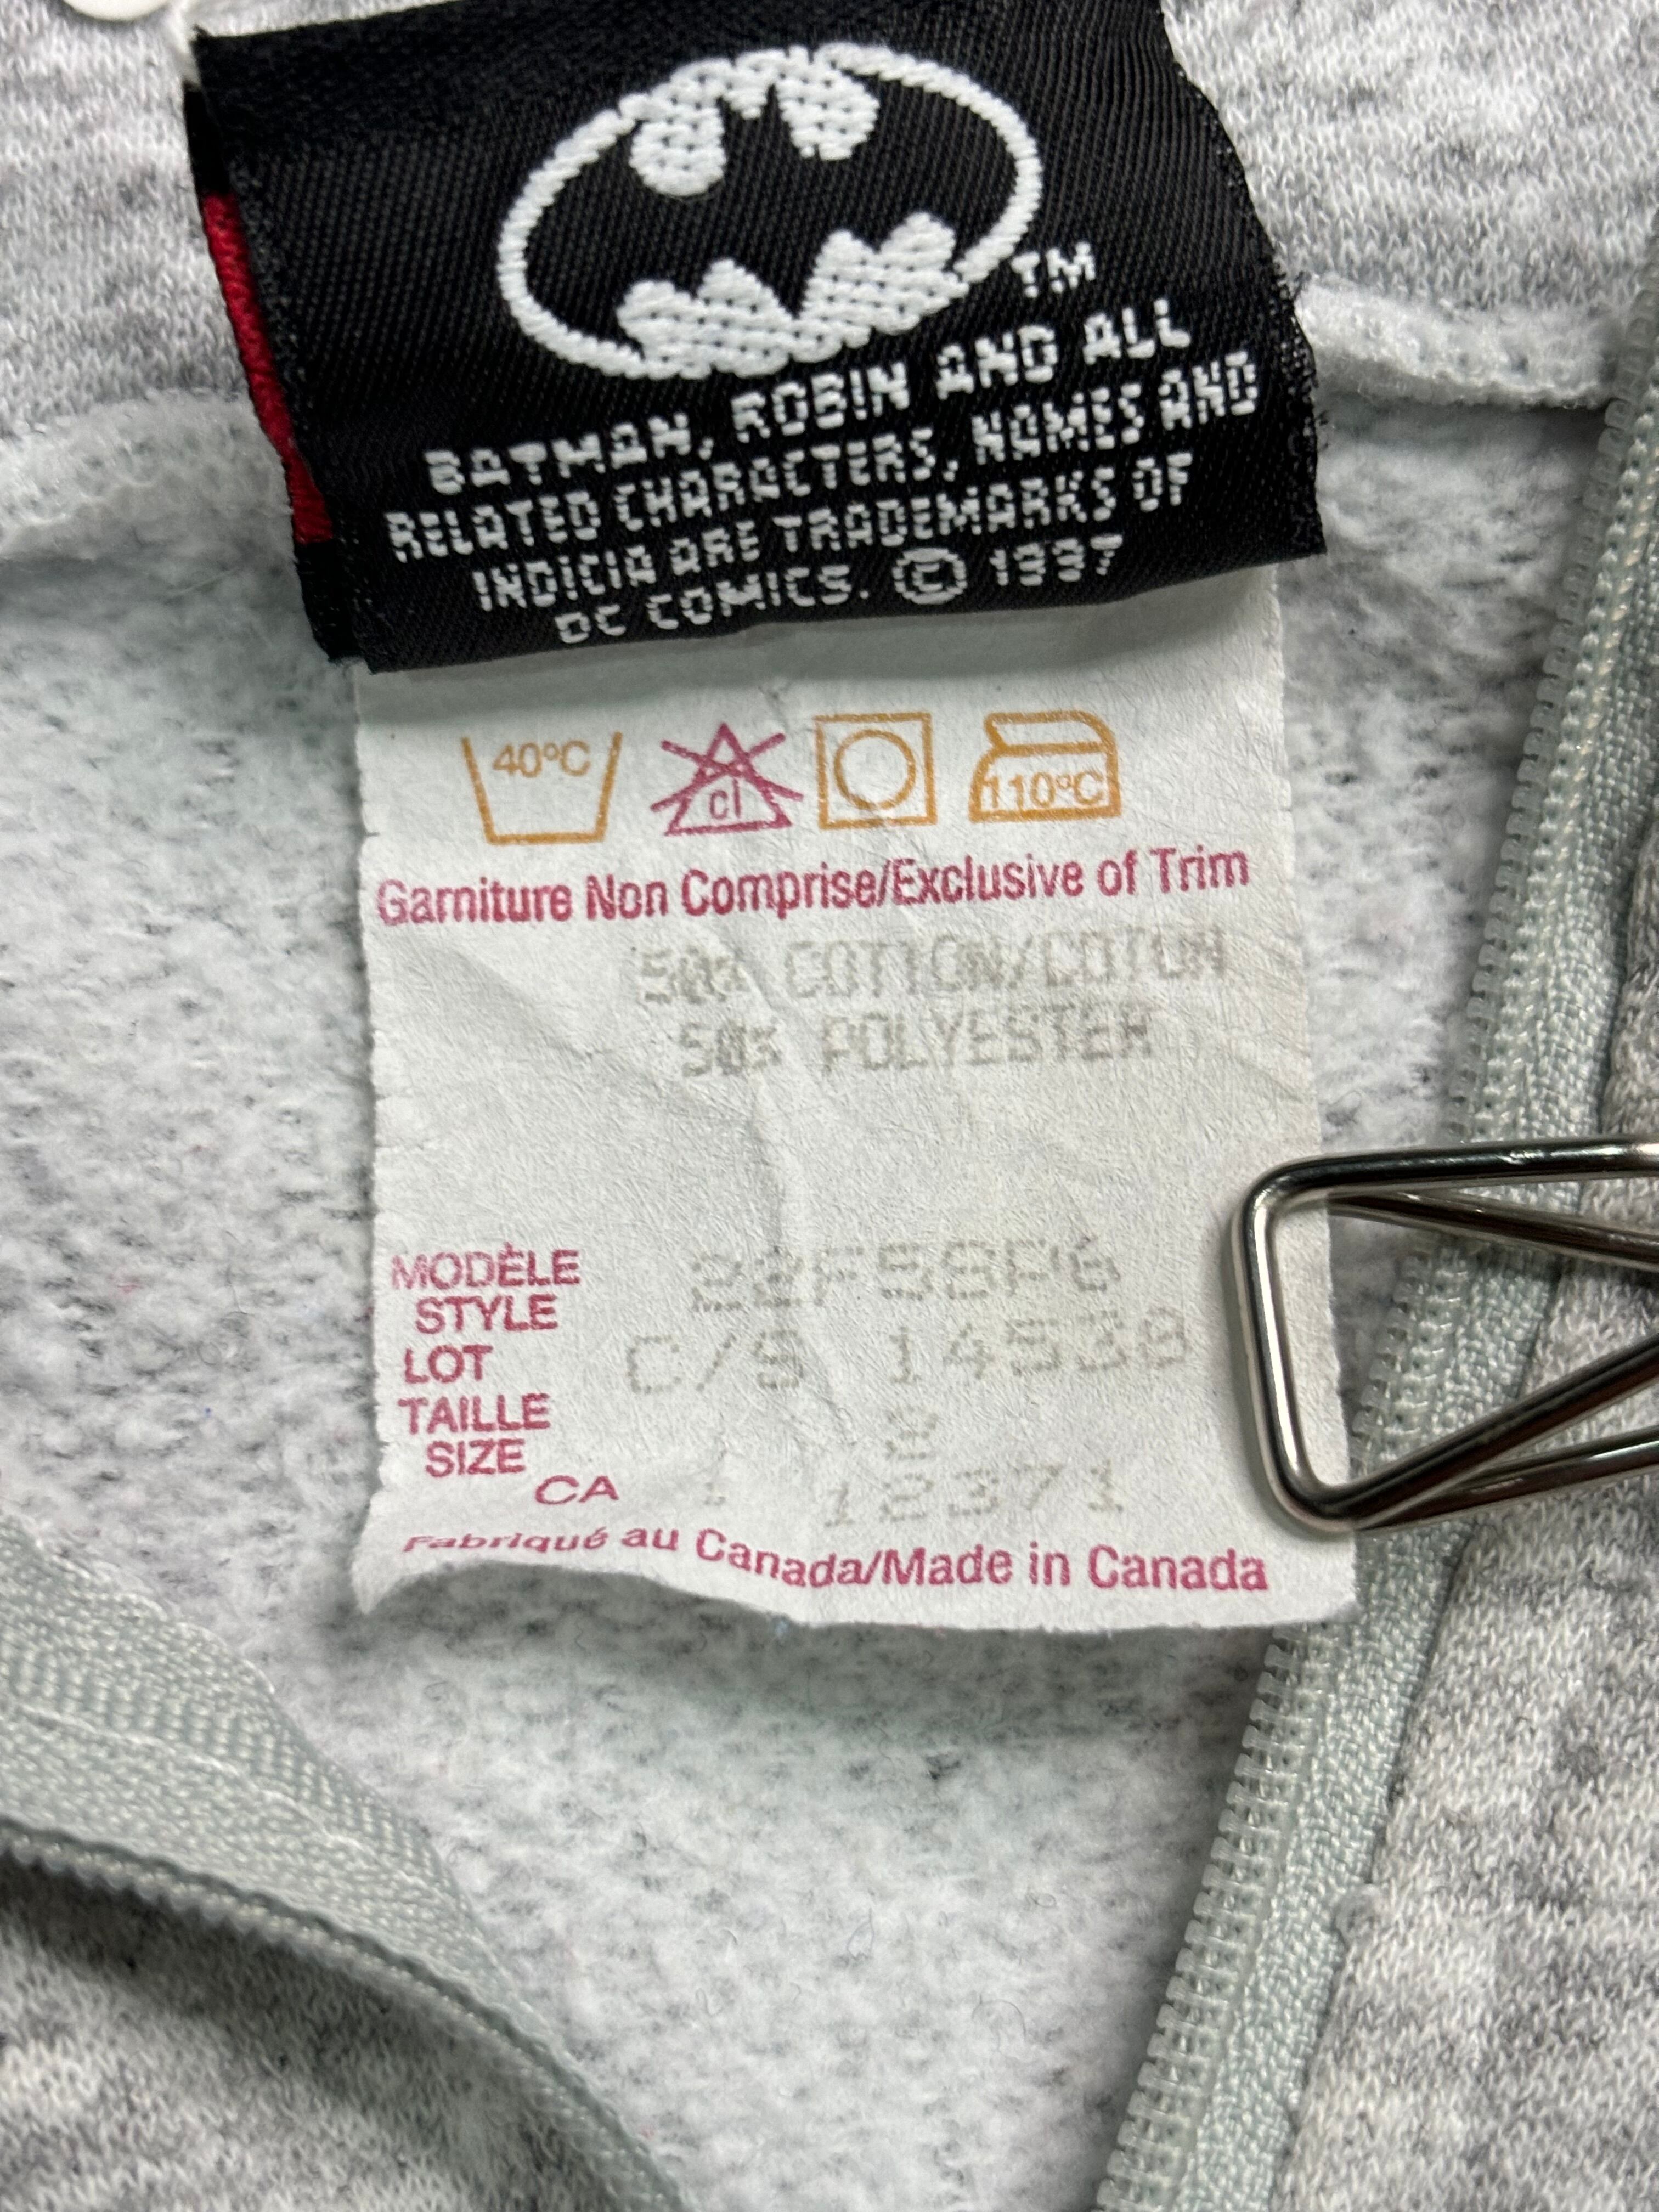 TM
BATMAN, ROBIN AND ALL
RELATED CHARACTERS, NAMES AND
INDICIA ARE TRADEMARKS OF
DC COMICS. © 1997
40°C cl 110°C
Garniture Non Comprise/Exclusive of Trim
50% COTTON/COTON
50% POLYESTER
MODÈLE
STYLE
LOT C/S 14539
TAILLE 2
SIZE
CA 12371
Fabriqué au Canada/Made in Canada